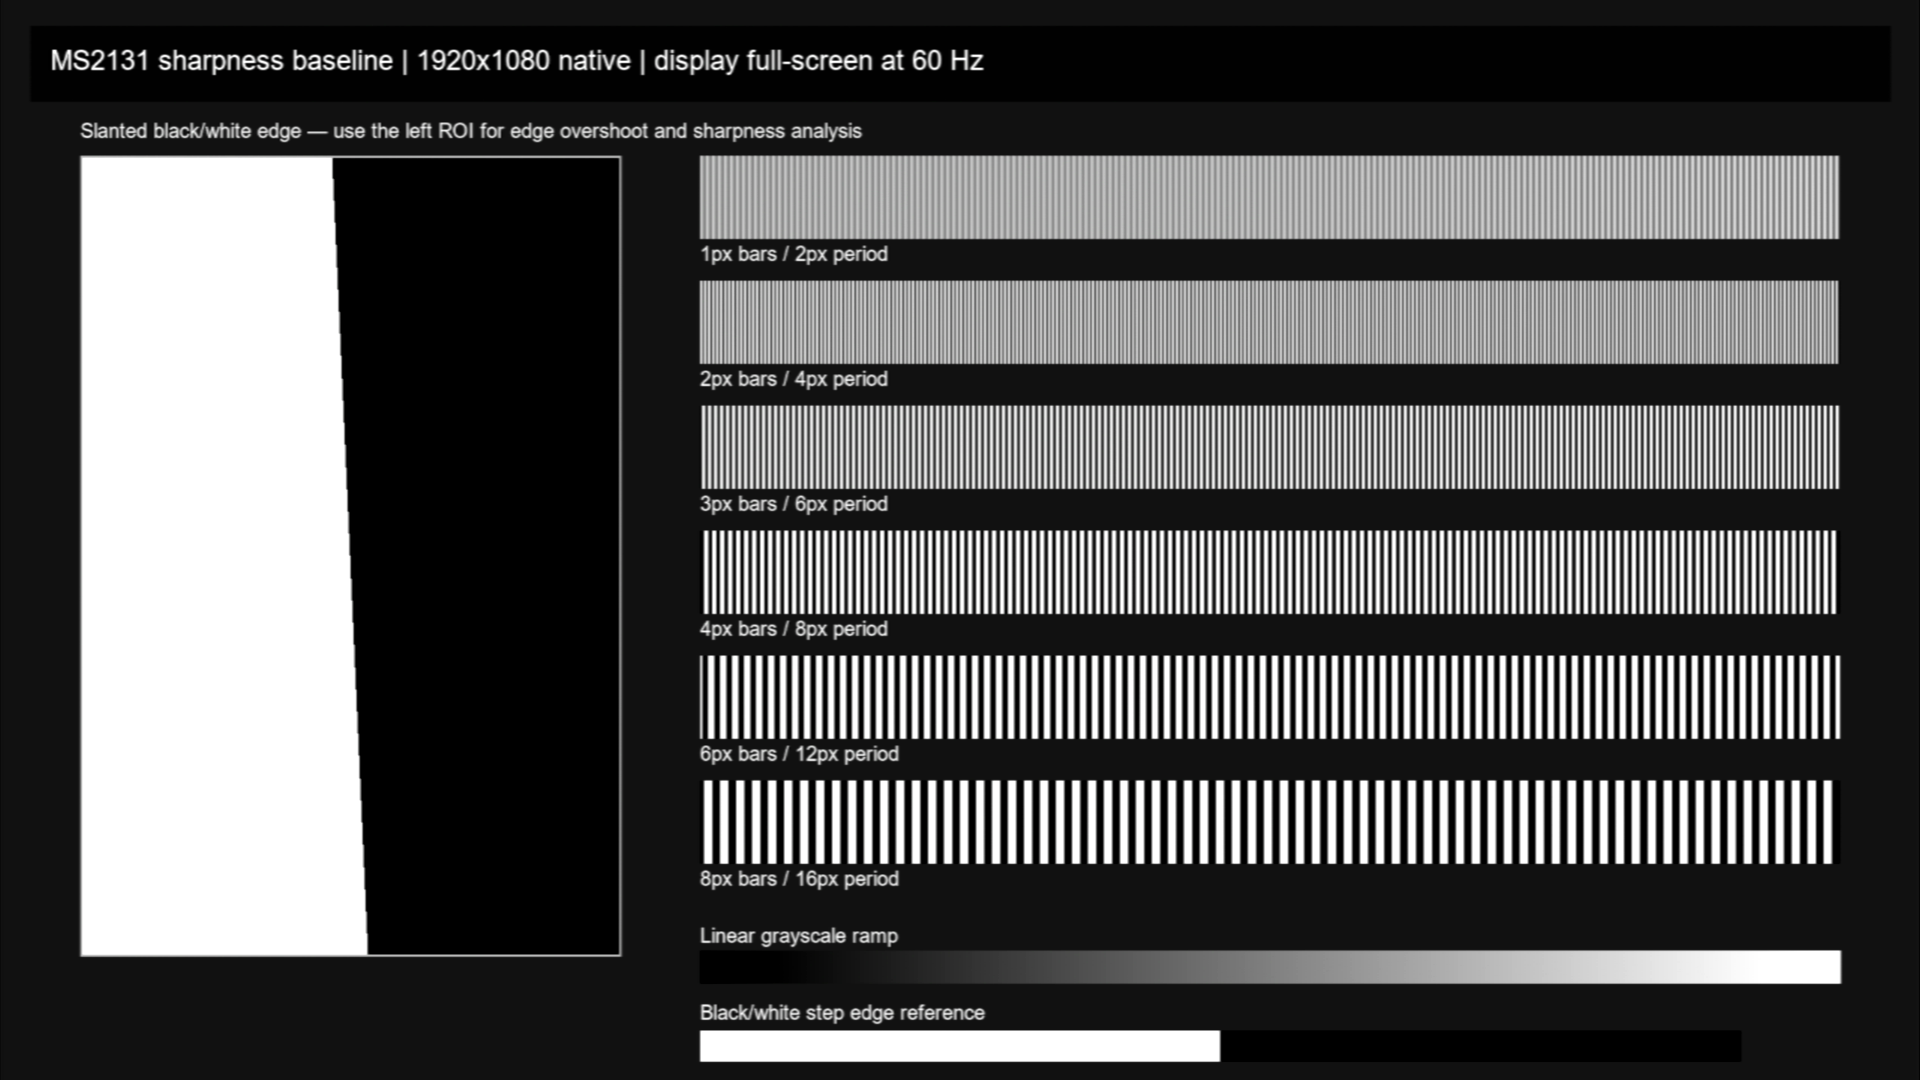 MS2131 sharpness baseline | 1920x1080 native | display full-screen at 60 Hz
Slanted black/white edge — use the left ROI for edge overshoot and sharpness analysis
1px bars / 2px period
2px bars / 4px period
3px bars / 6px period
4px bars / 8px period
6px bars / 12px period
8px bars / 16px period
Linear grayscale ramp
Black/white step edge reference